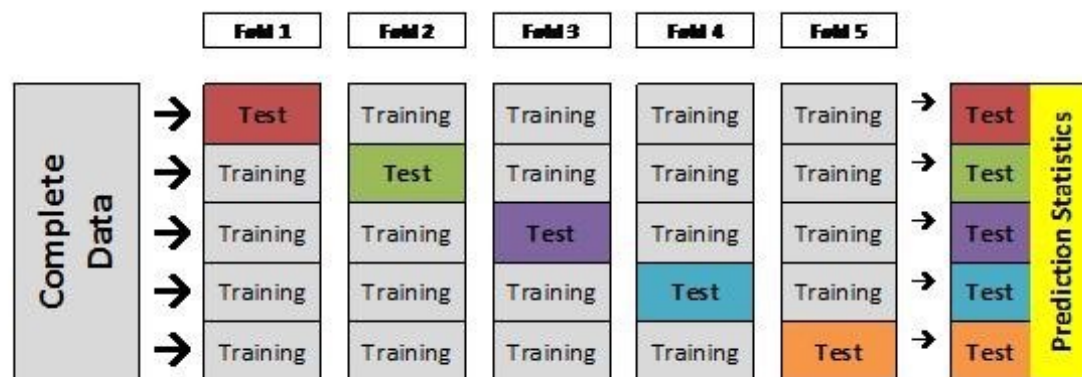 Fold 1 Fold 2 Fold 3 Fold 4 Fold 5
Complete Data
Test Training Training Training Training Test
Training Test Training Training Training Test
Training Training Test Training Training Test
Training Training Training Test Training Test
Training Training Training Training Test Test
Prediction Statistics